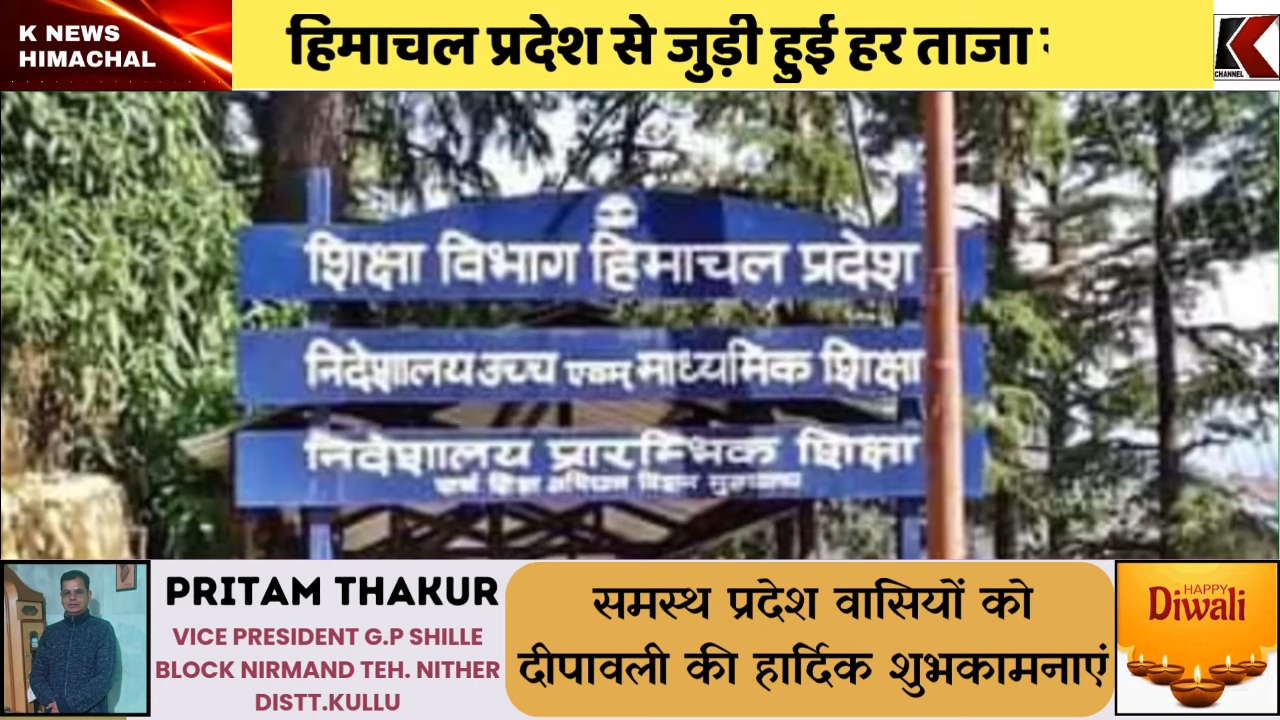 K NEWS
HIMACHAL
हिमाचल प्रदेश से जुड़ी हुई हर ताजा
CHANNEL
शिक्षा विभाग हिमाचल प्रदेश
निदेशालय उच्च एवम् माध्यमिक शिक्षा
निदेशालय प्रारम्भिक शिक्षा
PRITAM THAKUR
VICE PRESIDENT G.P SHILLE
BLOCK NIRMAND TEH. NITHER
DISTT.KULLU
समस्थ प्रदेश वासियों को
दीपावली की हार्दिक शुभकामनाएं
HAPPY
Diwali